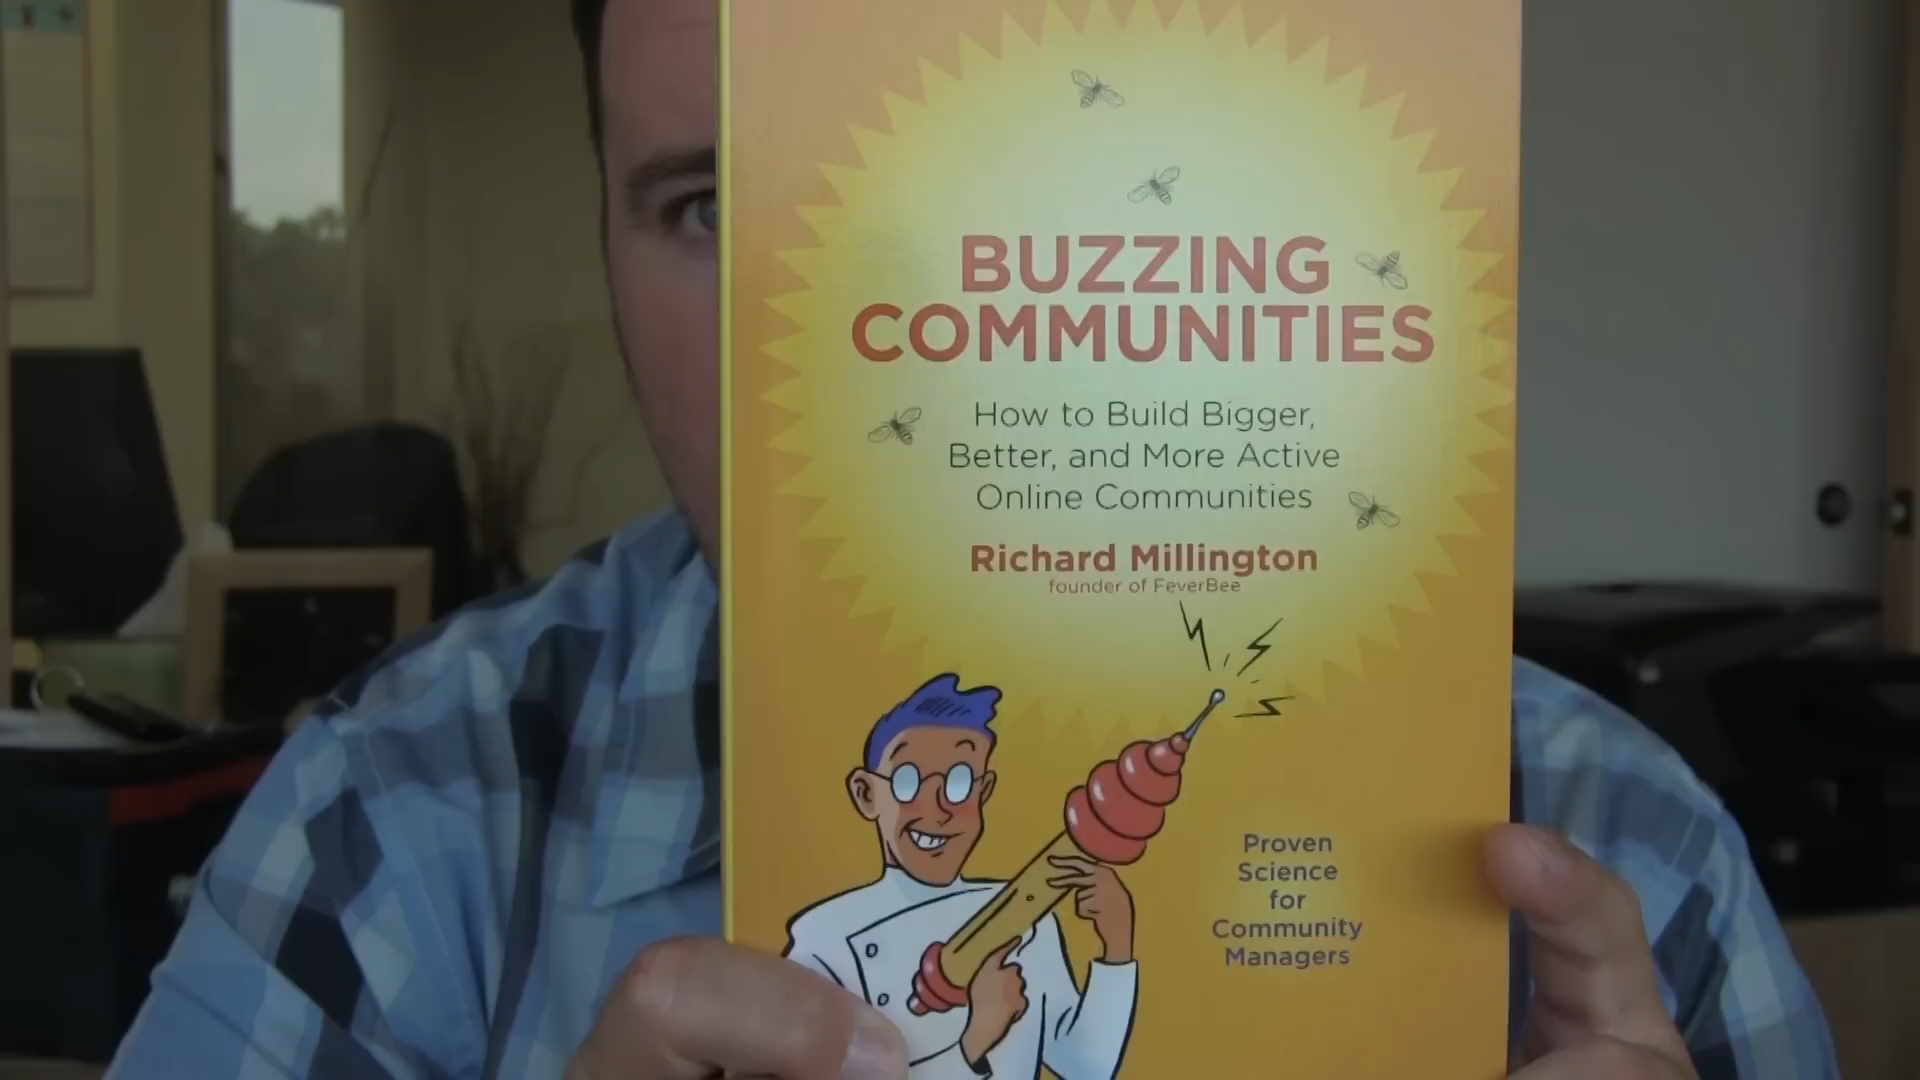 BUZZING
COMMUNITIES
How to Build Bigger,
Better, and More Active
Online Communities
Richard Millington
founder of FeverBee
Proven
Science
for
Community
Managers